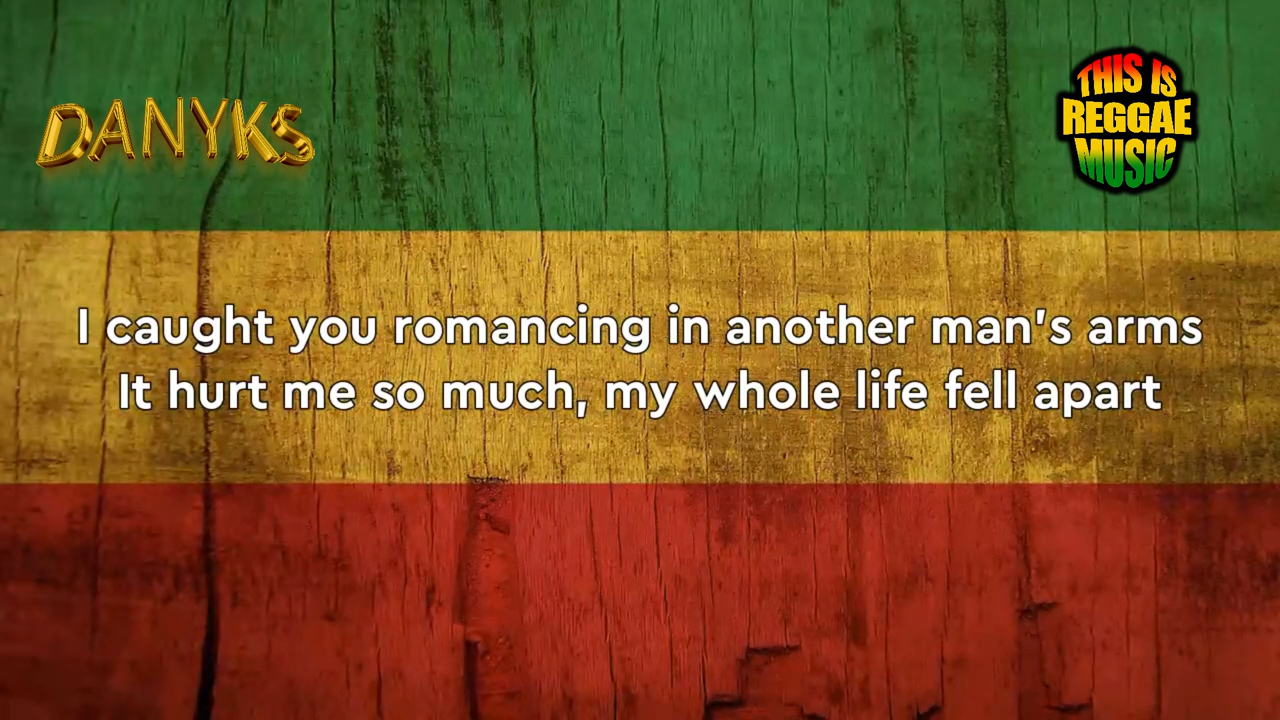 DANYKS
THIS IS
REGGAE
MUSIC
I caught you romancing in another man's arms
It hurt me so much, my whole life fell apart